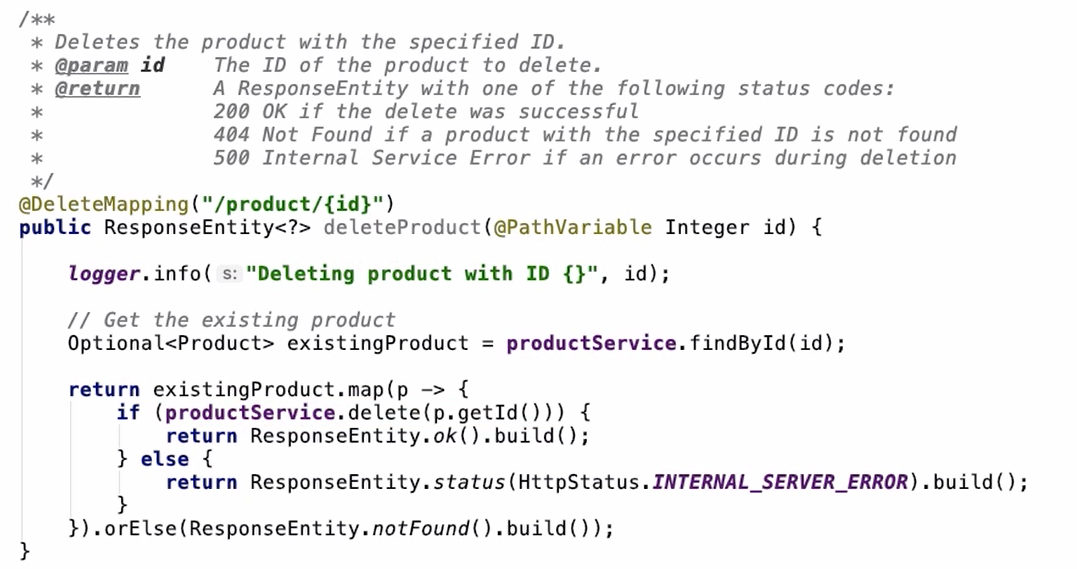 /**
 * Deletes the product with the specified ID.
 * @param id    The ID of the product to delete.
 * @return      A ResponseEntity with one of the following status codes:
 *              200 OK if the delete was successful
 *              404 Not Found if a product with the specified ID is not found
 *              500 Internal Service Error if an error occurs during deletion
 */
@DeleteMapping("/product/{id}")
public ResponseEntity<?> deleteProduct(@PathVariable Integer id) {
    logger.info( s: "Deleting product with ID {}", id);
    // Get the existing product
    Optional<Product> existingProduct = productService.findById(id);
    return existingProduct.map(p -> {
        if (productService.delete(p.getId())) {
            return ResponseEntity.ok().build();
        } else {
            return ResponseEntity.status(HttpStatus.INTERNAL_SERVER_ERROR).build();
        }
    }).orElse(ResponseEntity.notFound().build());
}